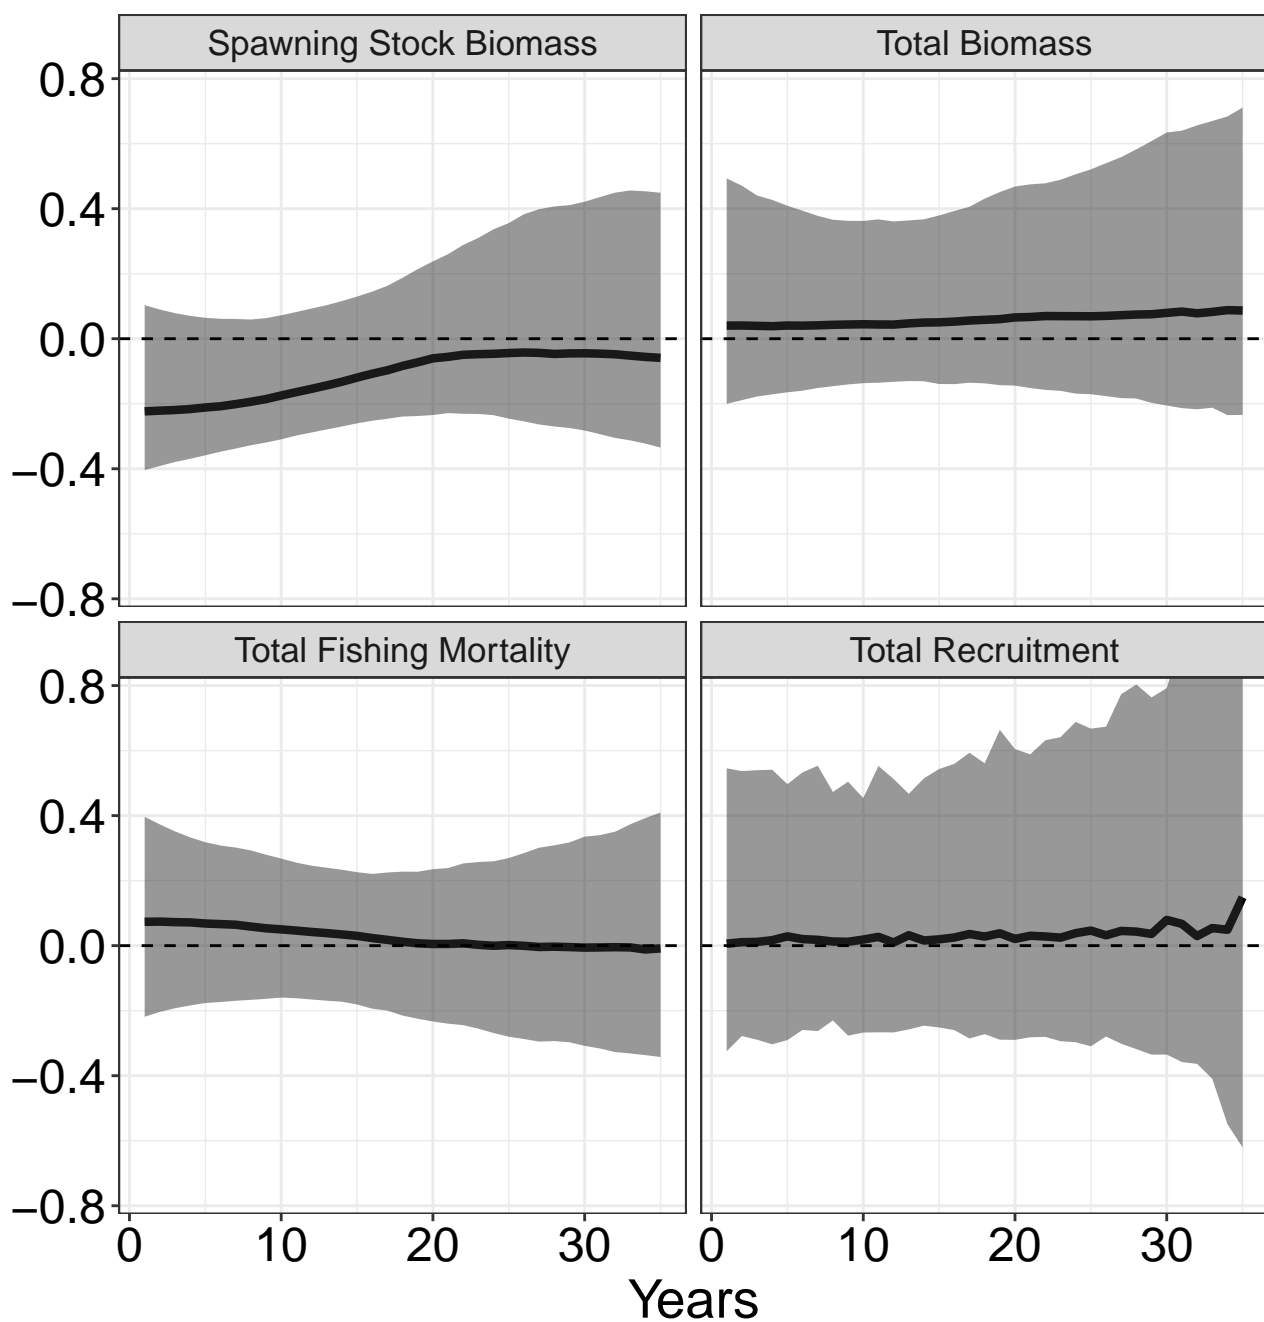 Spawning Stock Biomass
Total Biomass
0.8
0.4
0.0
−0.4
−0.8
Total Fishing Mortality
Total Recruitment
0.8
0.4
0.0
−0.4
−0.8
0 10 20 30
0 10 20 30
Years